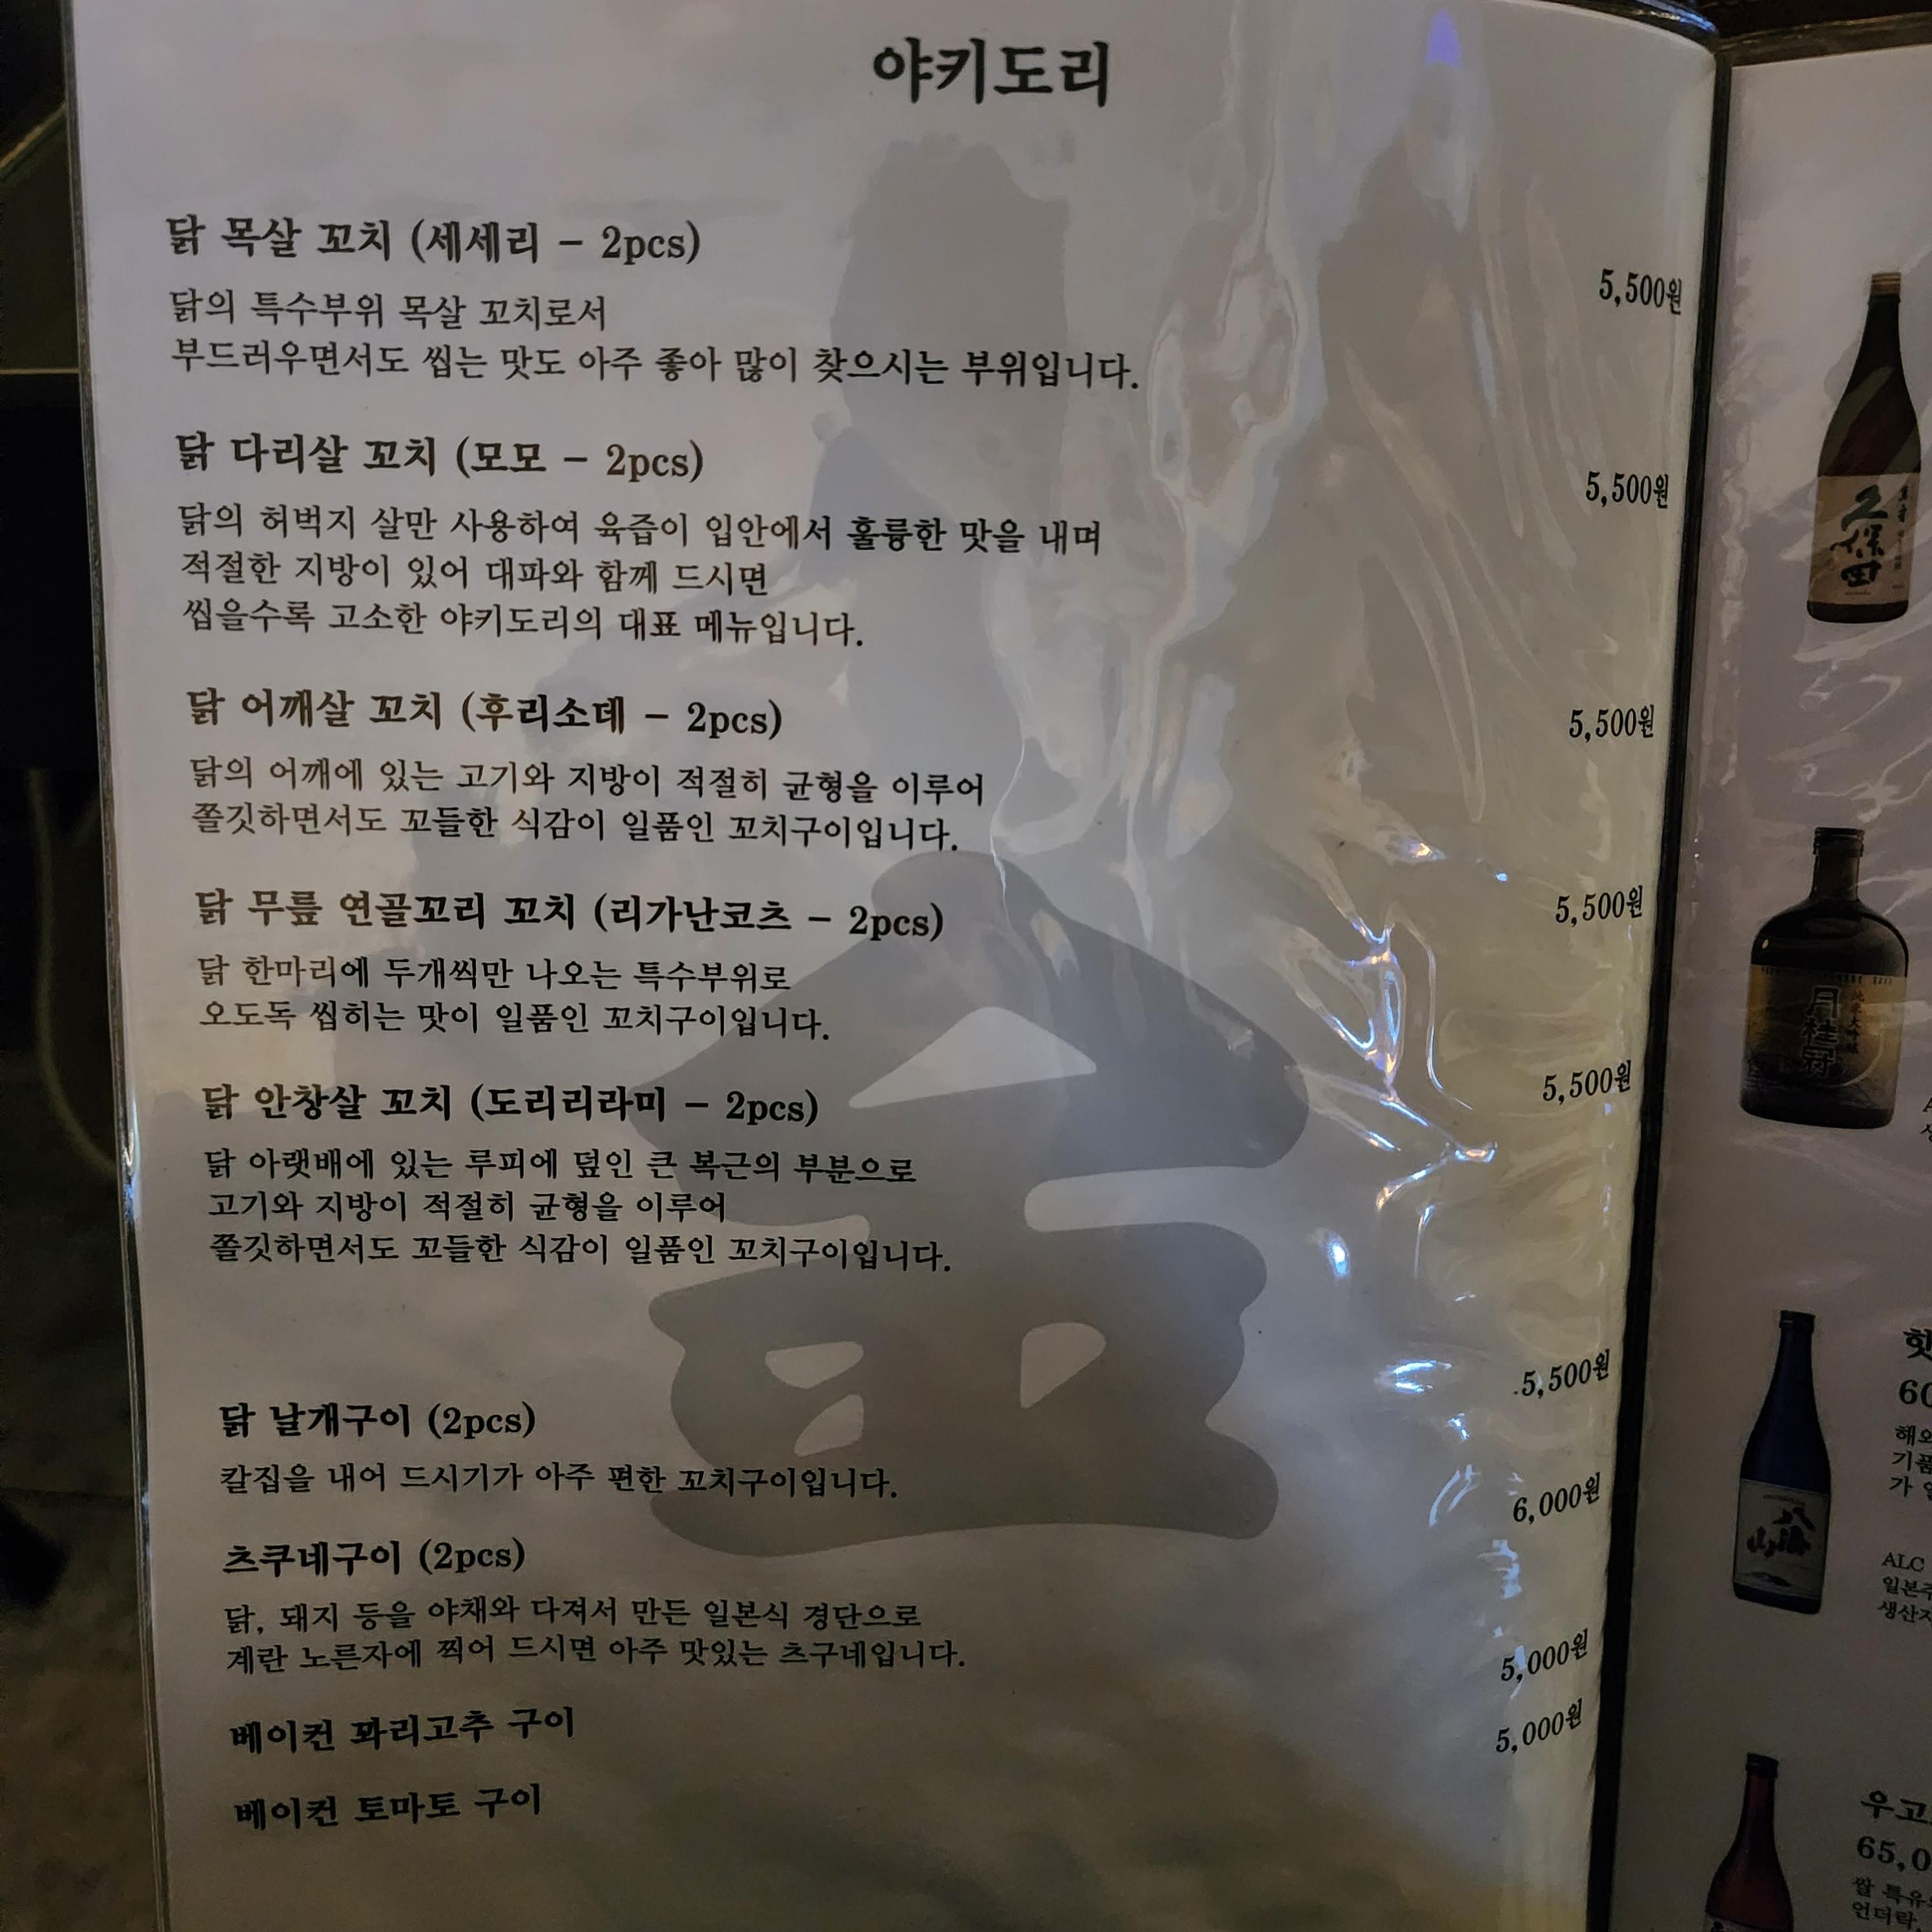 야키도리
닭 목살 꼬치 (세세리 – 2pcs)
5,500원
닭의 특수부위 목살 꼬치로서
부드러우면서도 씹는 맛도 아주 좋아 많이 찾으시는 부위입니다.
닭 다리살 꼬치 (모모 – 2pcs)
5,500원
닭의 허벅지 살만 사용하여 육즙이 입안에서 훌륭한 맛을 내며
적절한 지방이 있어 대파와 함께 드시면
씹을수록 고소한 야키도리의 대표 메뉴입니다.
닭 어깨살 꼬치 (후리소데 – 2pcs)
5,500원
닭의 어깨에 있는 고기와 지방이 적절히 균형을 이루어
쫄깃하면서도 꼬들한 식감이 일품인 꼬치구이입니다.
닭 무릎 연골꼬리 꼬치 (리가난코츠 – 2pcs)
5,500원
닭 한마리에 두개씩만 나오는 특수부위로
오도독 씹히는 맛이 일품인 꼬치구이입니다.
닭 안창살 꼬치 (도리리라미 – 2pcs)
5,500원
닭 아랫배에 있는 루피에 덮인 큰 복근의 부분으로
고기와 지방이 적절히 균형을 이루어
쫄깃하면서도 꼬들한 식감이 일품인 꼬치구이입니다.
닭 날개구이 (2pcs)
5,500원
칼집을 내어 드시기가 아주 편한 꼬치구이입니다.
츠쿠네구이 (2pcs)
6,000원
닭, 돼지 등을 야채와 다져서 만든 일본식 경단으로
계란 노른자에 찍어 드시면 아주 맛있는 츠구네입니다.
베이컨 꽈리고추 구이
5,000원
베이컨 토마토 구이
5,000원
久保田
月桂冠
八海山
ALC